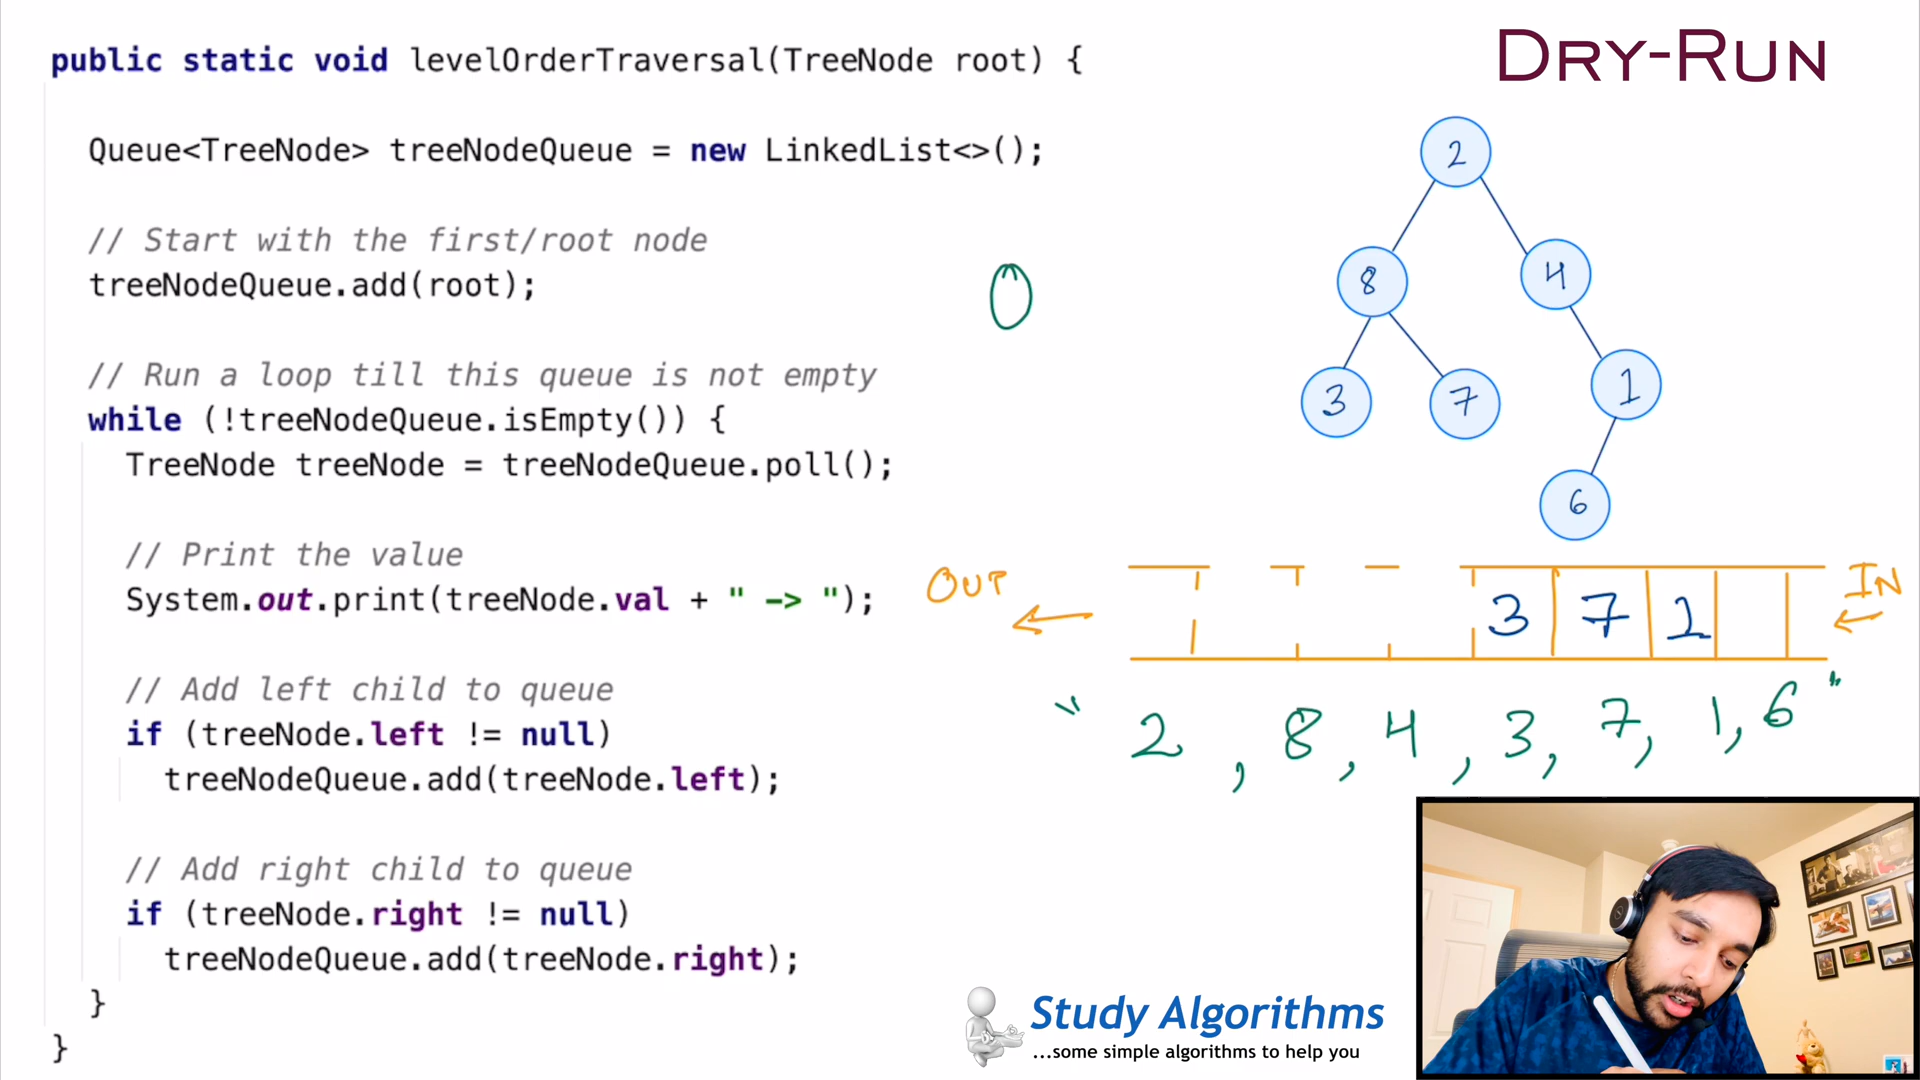 public static void levelOrderTraversal(TreeNode root) {
Queue<TreeNode> treeNodeQueue = new LinkedList<>();
// Start with the first/root node
treeNodeQueue.add(root);
// Run a loop till this queue is not empty
while (!treeNodeQueue.isEmpty()) {
TreeNode treeNode = treeNodeQueue.poll();
// Print the value
System.out.print(treeNode.val + " -> ");
// Add left child to queue
if (treeNode.left != null)
treeNodeQueue.add(treeNode.left);
// Add right child to queue
if (treeNode.right != null)
treeNodeQueue.add(treeNode.right);
}
}
DRY-RUN
2
8 4
3 7 1
6
OUT IN
3 7 1
" 2 , 8 , 4 , 3 , 7 , 1 , 6 "
Study Algorithms
...some simple algorithms to help you